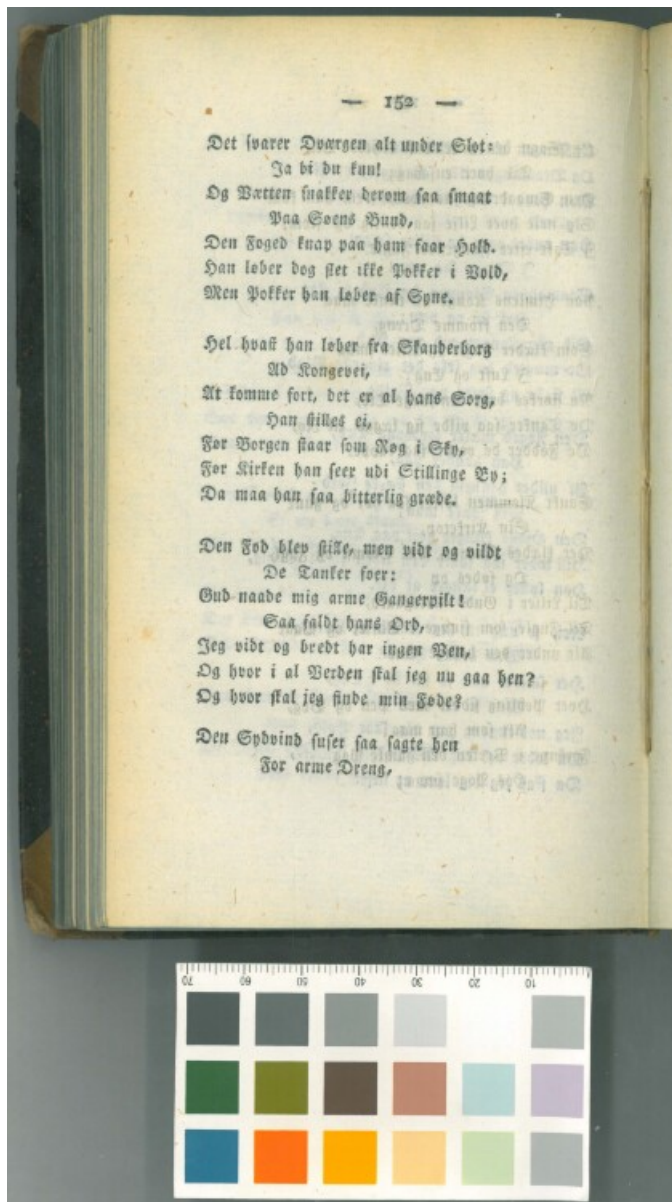 — 152 —
Det svarer Dværgen alt under Slot:
Ja bi du kun!
Og Vætten snakker derom saa smaat
Paa Søens Bund,
Den Foged knap paa ham faar Hold.
Han løber dog slet ikke Pokker i Vold,
Men Pokker han løber af Syne.
Hel hvast han løber fra Skanderborg
Ad Kongevei,
At komme fort, det er al hans Sorg,
Han stilles ei,
Før Borgen staar som Røg i Sky,
Før Kirken han seer udi Stillinge By;
Da maa han saa bitterlig græde.
Den Fod blev stille, men vidt og vildt
De Tanker foer:
Gud naade mig arme Gangerpilt!
Saa faldt hans Ord,
Jeg vidt og bredt har ingen Ven,
Og hvor i al Verden skal jeg nu gaa hen?
Og hvor skal jeg finde min Føde?
Den Sydvind suser saa sagte hen
For arme Dreng,
70 60 50 40 30 20 10